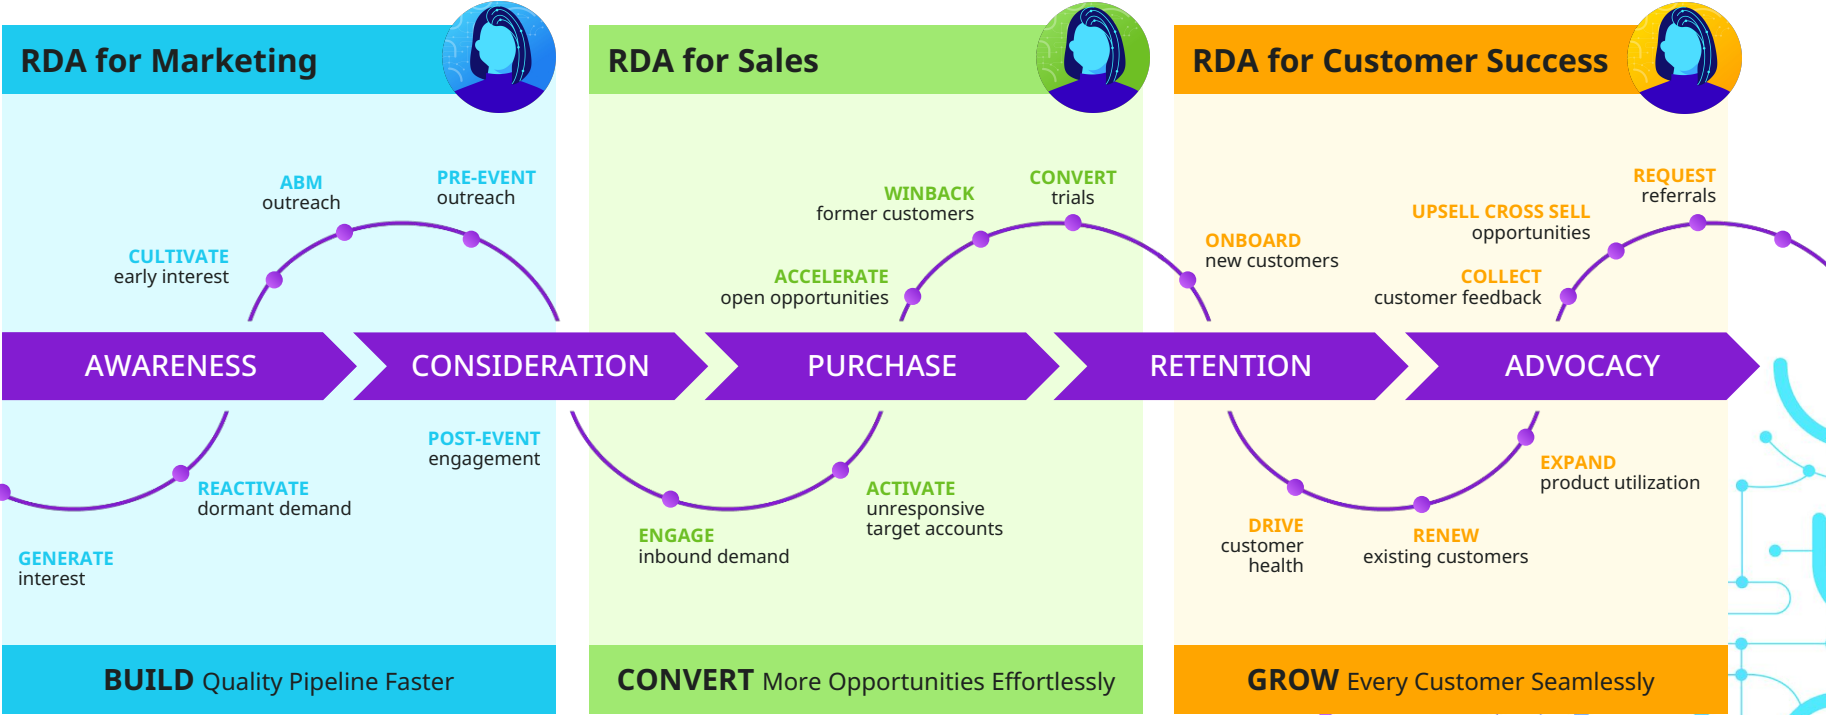 RDA for Marketing
RDA for Sales
RDA for Customer Success
ABM
outreach
PRE-EVENT
outreach
CULTIVATE
early interest
WINBACK
former customers
CONVERT
trials
ACCELERATE
open opportunities
ONBOARD
new customers
REQUEST
referrals
UPSELL CROSS SELL
opportunities
COLLECT
customer feedback
AWARENESS
CONSIDERATION
PURCHASE
RETENTION
ADVOCACY
REACTIVATE
dormant demand
GENERATE
interest
POST-EVENT
engagement
ENGAGE
inbound demand
ACTIVATE
unresponsive
target accounts
DRIVE
customer
health
RENEW
existing customers
EXPAND
product utilization
BUILD Quality Pipeline Faster
CONVERT More Opportunities Effortlessly
GROW Every Customer Seamlessly